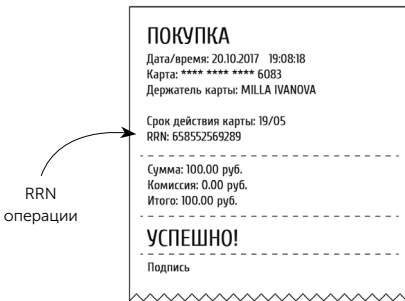 ПОКУПКА
Дата/время: 20.10.2017 19:08:18
Карта: **** **** **** 6083
Держатель карты: MILLA IVANOVA
Срок действия карты: 19/05
RRN: 658552569289
Сумма: 100.00 руб.
Комиссия: 0.00 руб.
Итого: 100.00 руб.
УСПЕШНО!
Подпись
RRN
операции